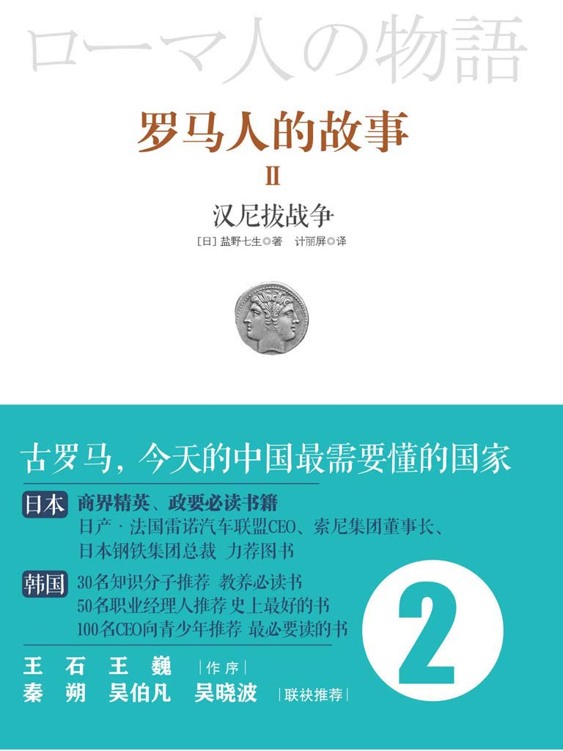 ローマ人の物語
罗马人的故事
II
汉尼拔战争
[日]盐野七生◎著 计丽屏◎译
古罗马，今天的中国最需要懂的国家
日本 商界精英、政要必读书籍
日产·法国雷诺汽车联盟CEO、索尼集团董事长、
日本钢铁集团总裁 力荐图书
韩国 30名知识分子推荐 教养必读书
50名职业经理人推荐 史上最好的书
100名CEO向青少年推荐 最必要读的书
2
王 石 王 巍 |作序|
秦 朔 吴伯凡 吴晓波 |联袂推荐|